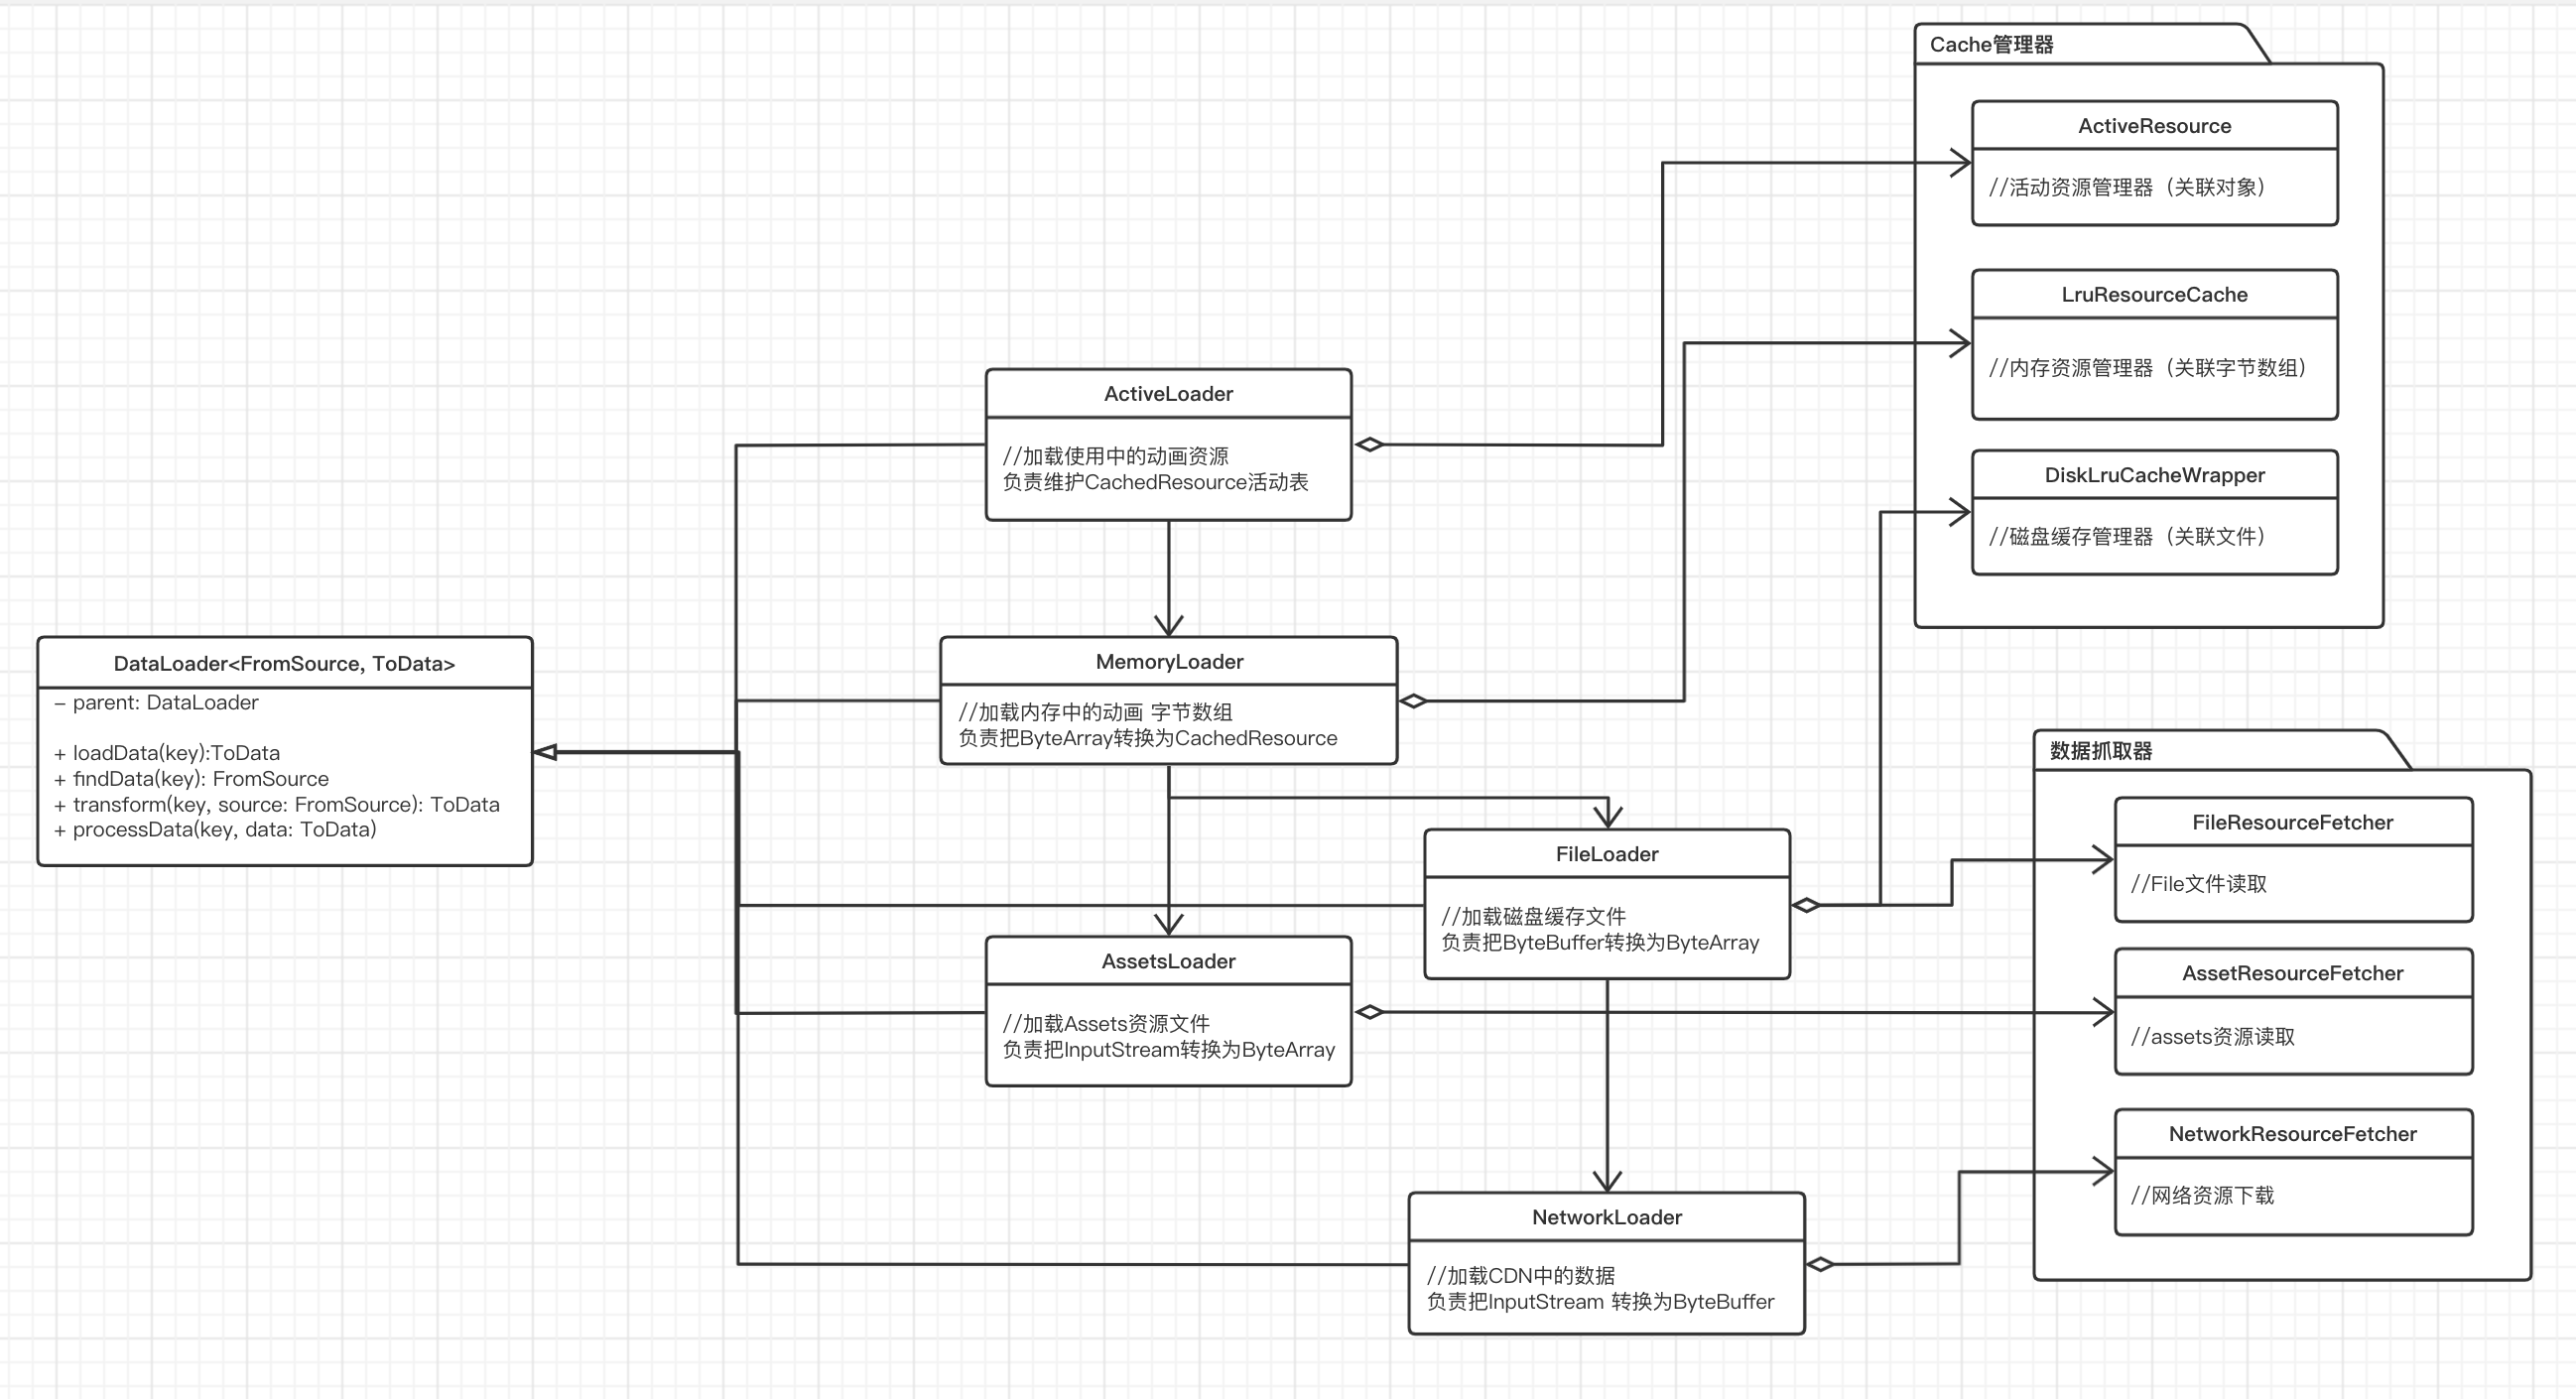 Cache管理器
ActiveResource
//活动资源管理器（关联对象）
LruResourceCache
//内存资源管理器（关联字节数组）
DiskLruCacheWrapper
//磁盘缓存管理器（关联文件）
ActiveLoader
//加载使用中的动画资源
负责维护CachedResource活动表
DataLoader<FromSource, ToData>
– parent: DataLoader
+ loadData(key):ToData
+ findData(key): FromSource
+ transform(key, source: FromSource): ToData
+ processData(key, data: ToData)
MemoryLoader
//加载内存中的动画 字节数组
负责把ByteArray转换为CachedResource
FileLoader
//加载磁盘缓存文件
负责把ByteBuffer转换为ByteArray
AssetsLoader
//加载Assets资源文件
负责把InputStream转换为ByteArray
NetworkLoader
//加载CDN中的数据
负责把InputStream 转换为ByteBuffer
数据抓取器
FileResourceFetcher
//File文件读取
AssetResourceFetcher
//assets资源读取
NetworkResourceFetcher
//网络资源下载